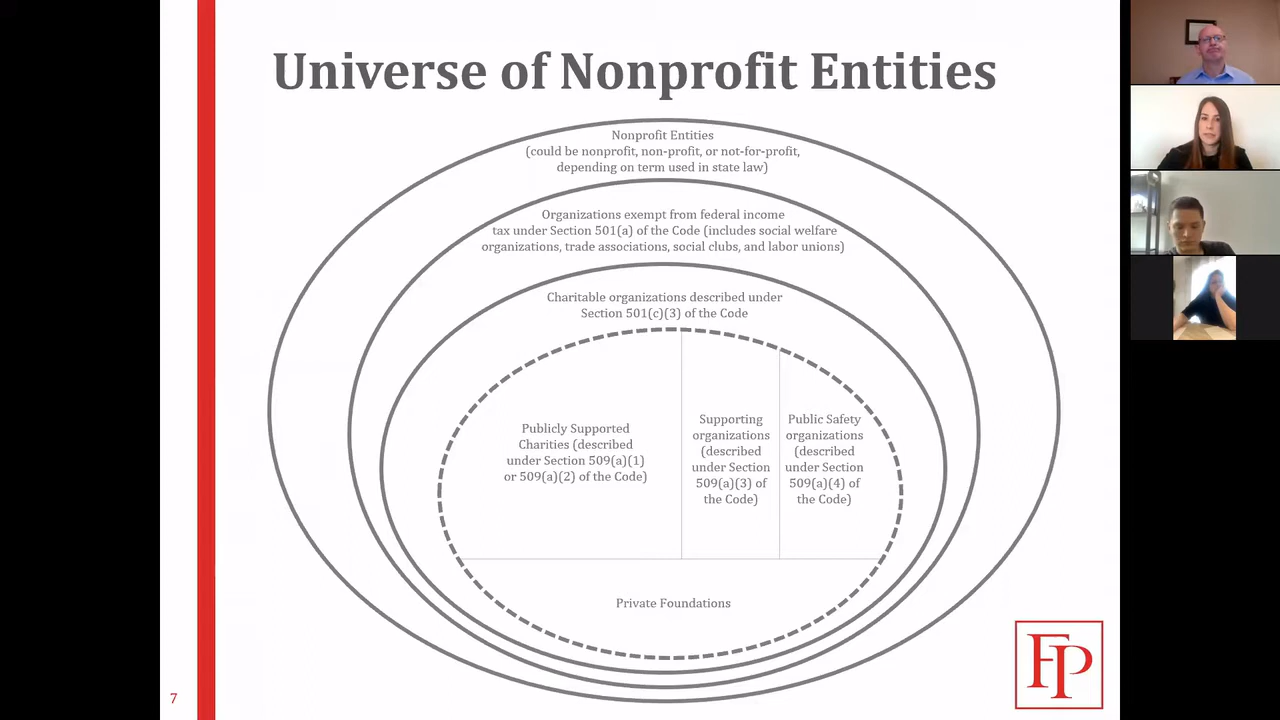 Universe of Nonprofit Entities
Nonprofit Entities
(could be nonprofit, non-profit, or not-for-profit,
depending on term used in state law)
Organizations exempt from federal income
tax under Section 501(a) of the Code (includes social welfare
organizations, trade associations, social clubs, and labor unions)
Charitable organizations described under
Section 501(c)(3) of the Code
Publicly Supported
Charities (described
under Section 509(a)(1)
or 509(a)(2) of the Code)
Supporting
organizations
(described
under Section
509(a)(3) of
the Code)
Public Safety
organizations
(described
under Section
509(a)(4) of
the Code)
Private Foundations
7
FP